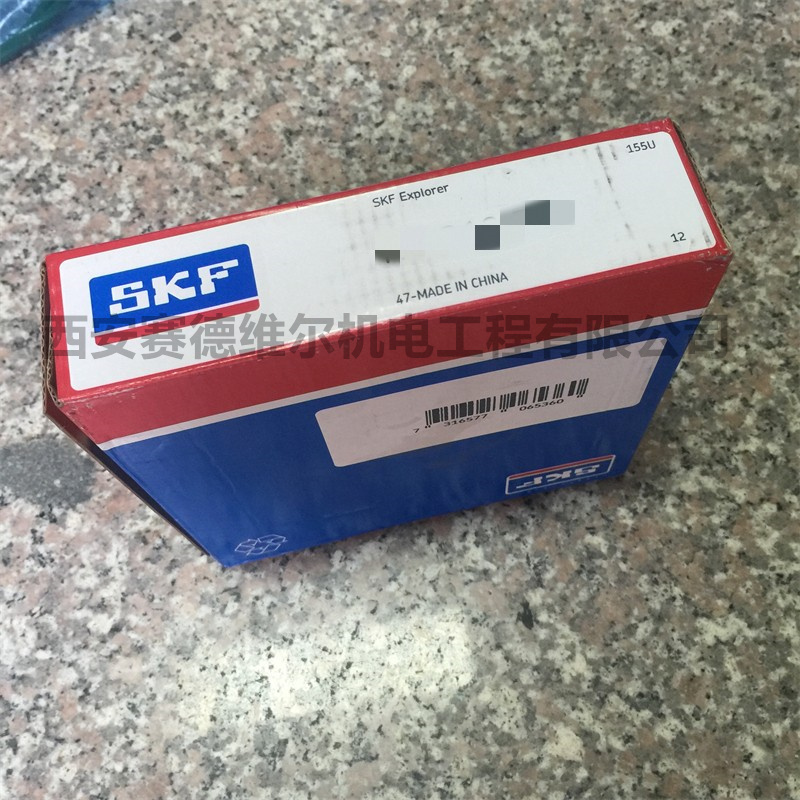 155U
SKF Explorer
12
SKF
47-MADE IN CHINA
西安赛德维尔机电工程有限公司
7 316577 065360
SKF